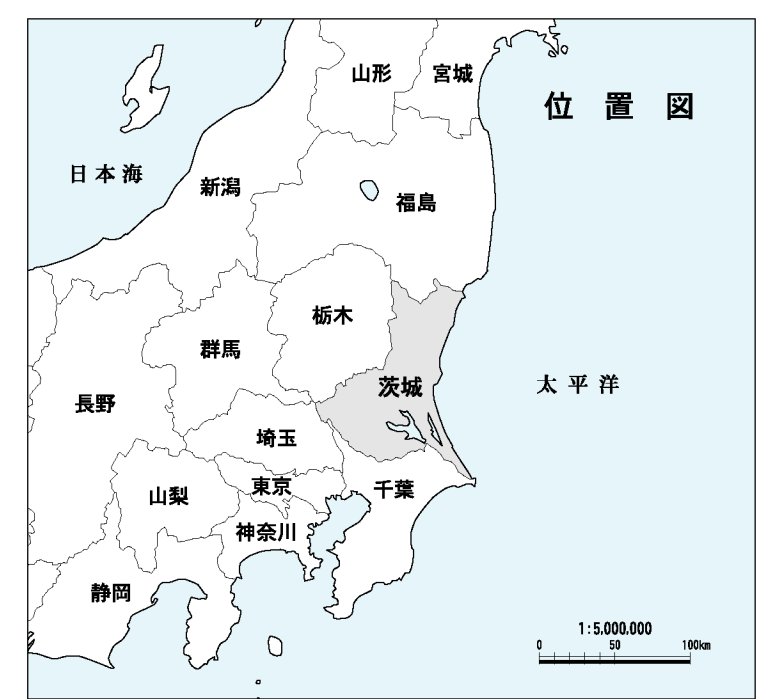 山形
宮城
位 置 図
日本海
新潟
福島
栃木
群馬
茨城
太 平 洋
長野
埼玉
東京
千葉
山梨
神奈川
静岡
1:5,000,000
0 50 100km